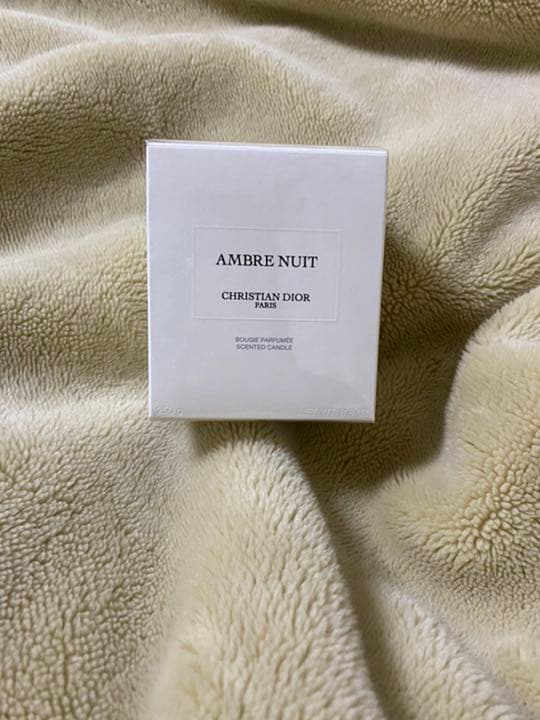 AMBRE NUIT
CHRISTIAN DIOR
PARIS
BOUGIE PARFUMÉE
SCENTED CANDLE